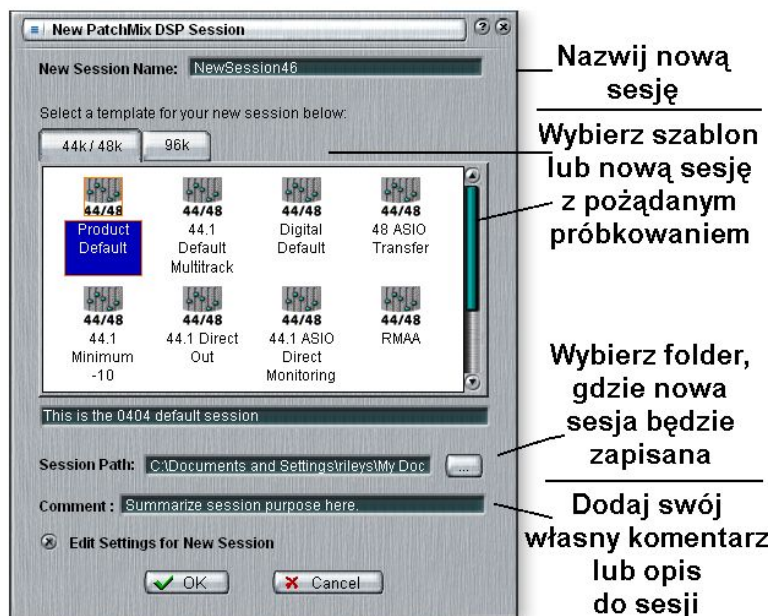 New PatchMix DSP Session
New Session Name: NewSession46
Select a template for your new session below:
44k / 48k 96k
44/48 44/48 44/48 44/48
Product Default
44.1 Default Multitrack
Digital Default
48 ASIO Transfer
44/48 44/48 44/48 44/48
44.1 Minimum -10
44.1 Direct Out
44.1 ASIO Direct Monitoring
RMAA
This is the 0404 default session
Session Path: C:\Documents and Settings\rileys\My Doc ...
Comment : Summarize session purpose here.
Edit Settings for New Session
OK Cancel
Nazwij nową
sesję
Wybierz szablon
lub nową sesję
z pożądanym
próbkowaniem
Wybierz folder,
gdzie nowa
sesja będzie
zapisana
Dodaj swój
własny komentarz
lub opis
do sesji